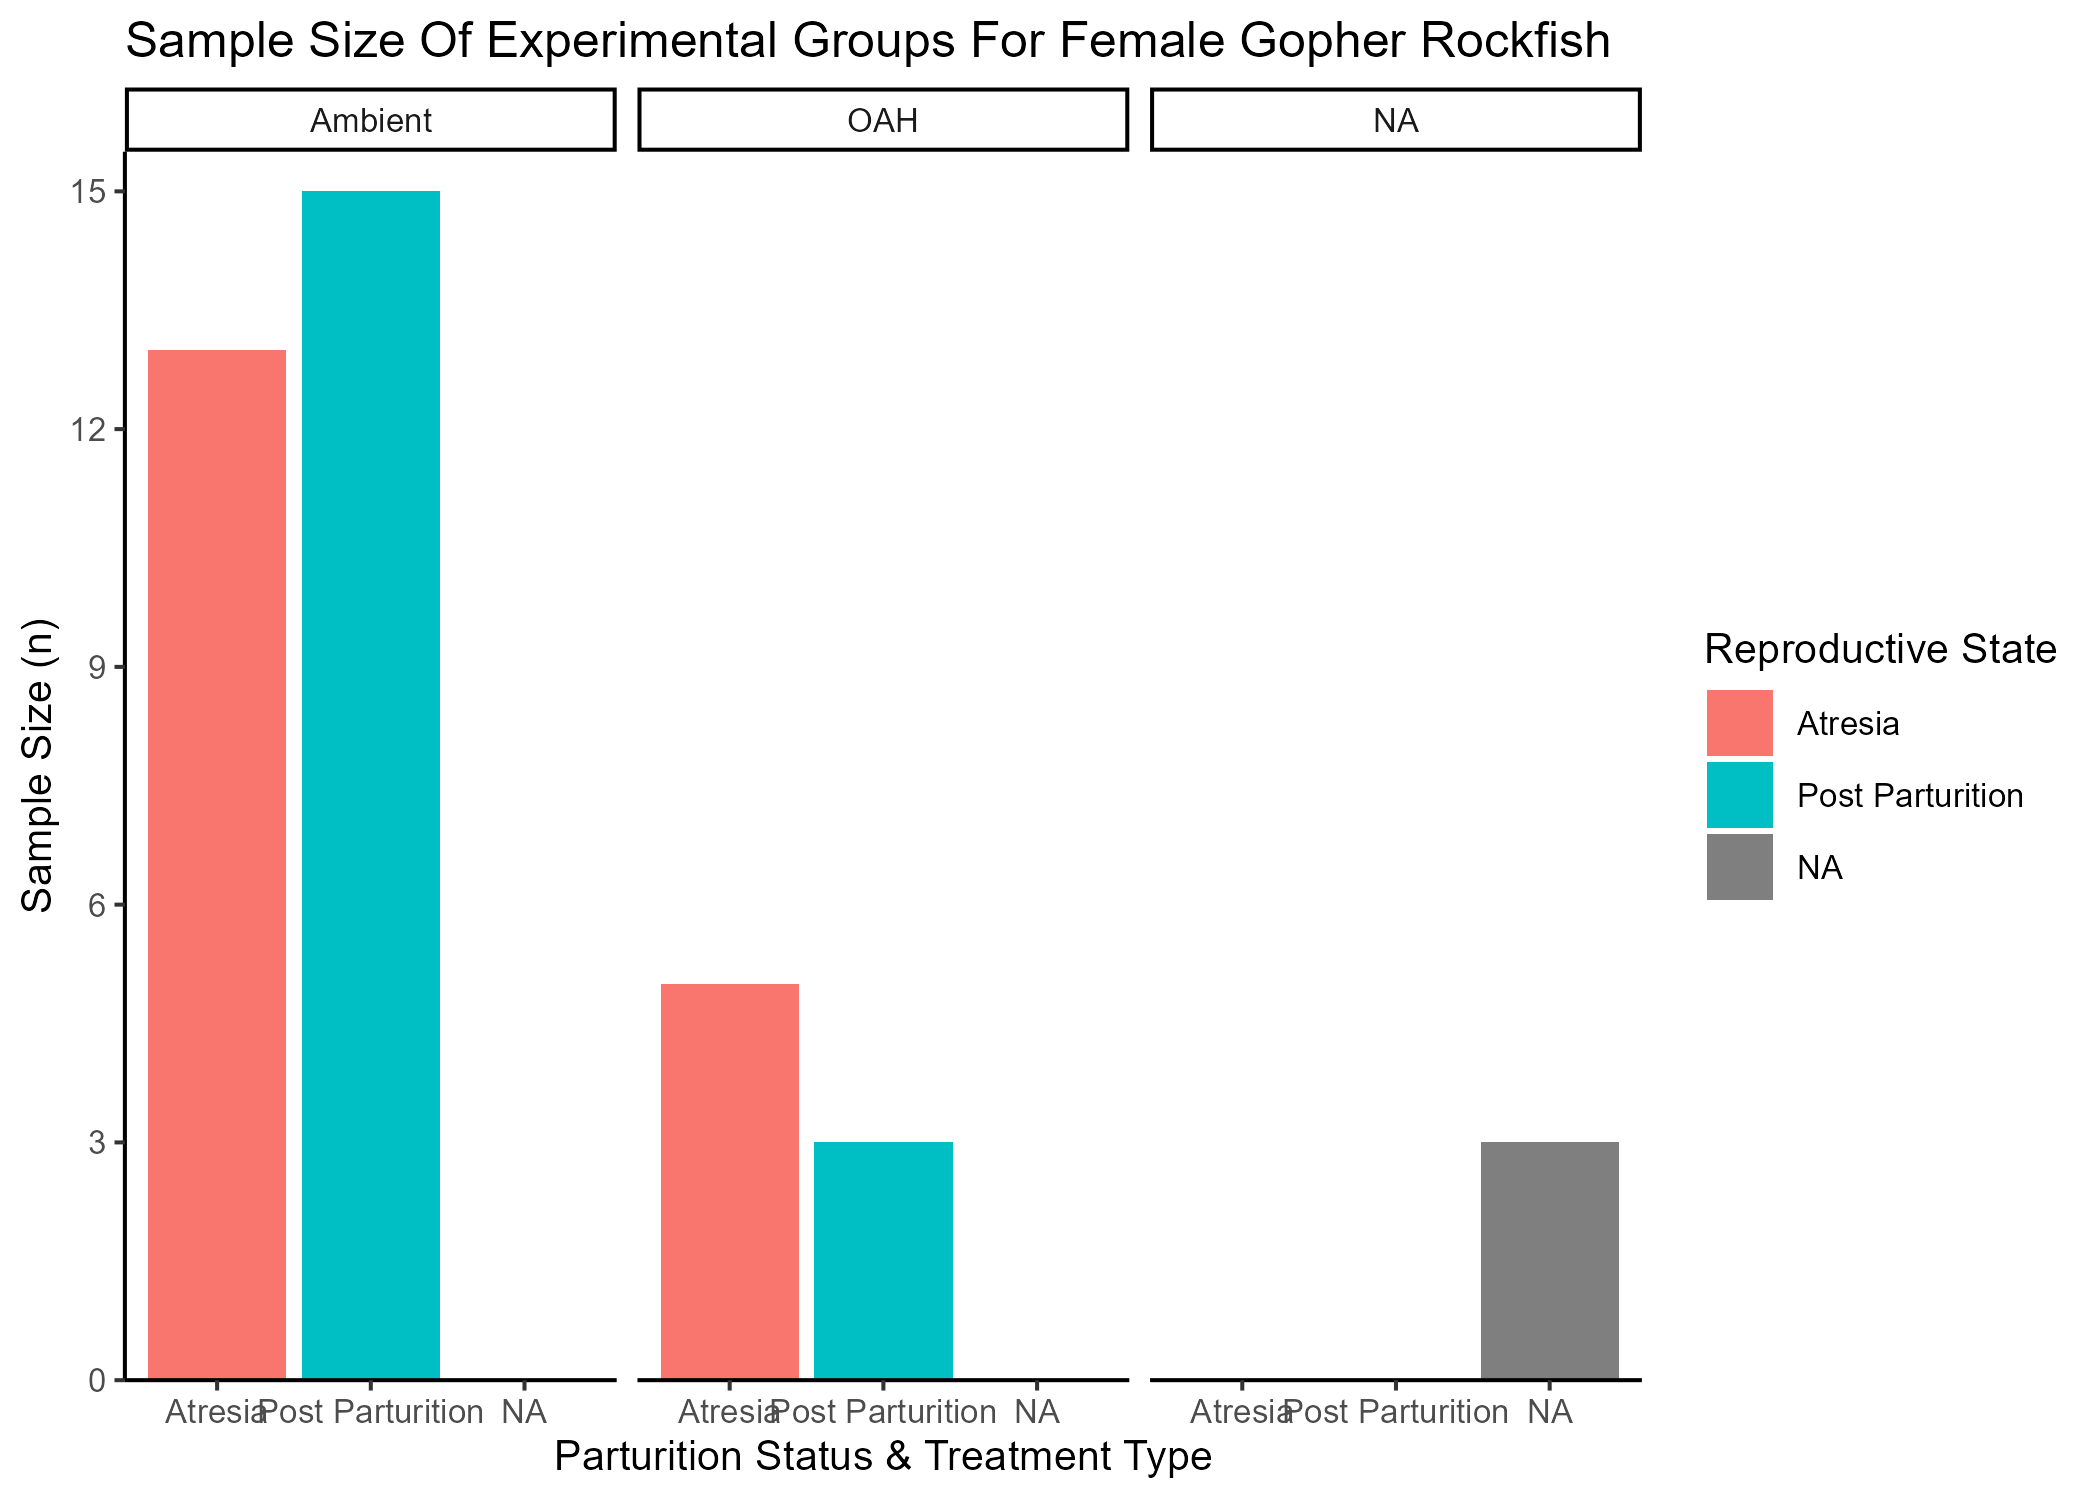 Sample Size Of Experimental Groups For Female Gopher Rockfish
Ambient
OAH
NA
15
12
9
6
3
0
Sample Size (n)
Atresia
Post Parturition
NA
Atresia
Post Parturition
NA
Atresia
Post Parturition
NA
Parturition Status & Treatment Type
Reproductive State
Atresia
Post Parturition
NA